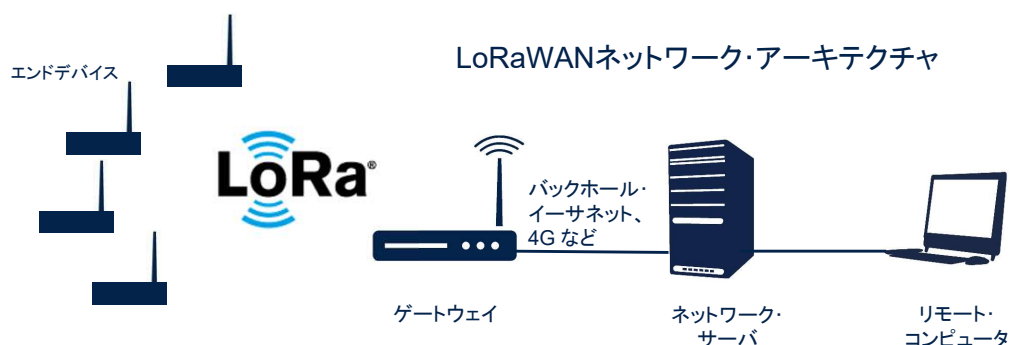 LoRaWANネットワーク･アーキテクチャ
エンドデバイス
LoRa®
バックホール･
イーサネット、
4G など
ゲートウェイ
ネットワーク･
サーバ
リモート･
コンピュータ